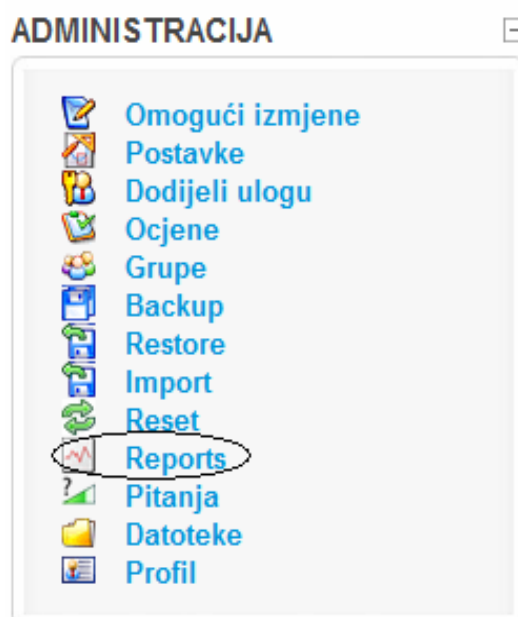 ADMINISTRACIJA
Omogući izmjene
Postavke
Dodijeli ulogu
Ocjene
Grupe
Backup
Restore
Import
Reset
Reports
Pitanja
Datoteke
Profil